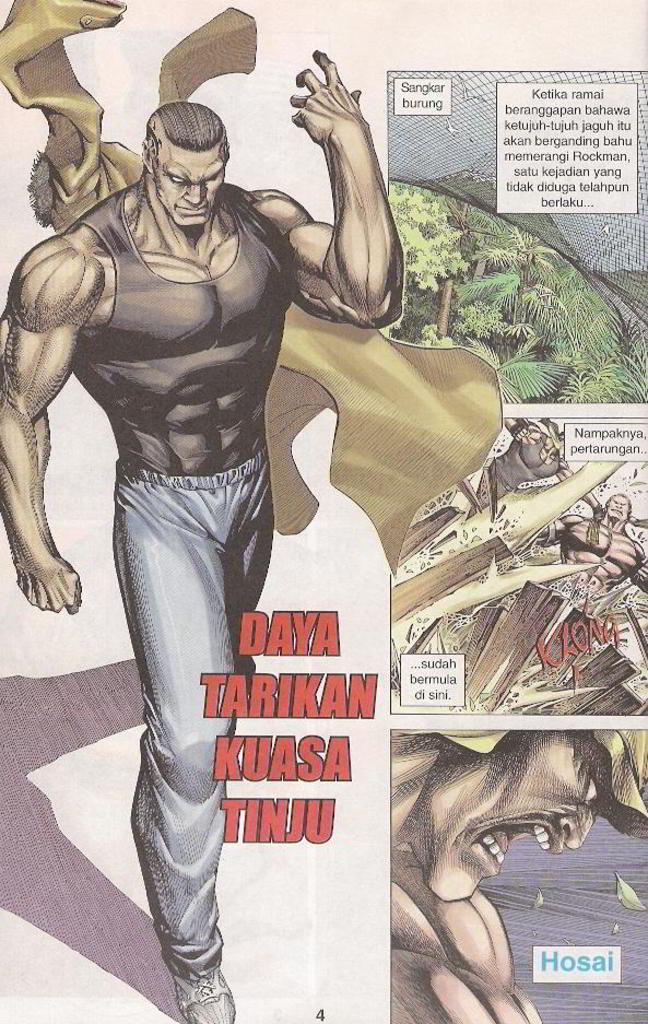 Sangkar
burung
Ketika ramai
beranggapan bahawa
ketujuh-tujuh jaguh itu
akan berganding bahu
memerangi Rockman,
satu kejadian yang
tidak diduga telahpun
berlaku...
Nampaknya,
pertarungan..
...sudah
bermula
di sini.
DAYA
TARIKAN
KUASA
TINJU
Hosai
4